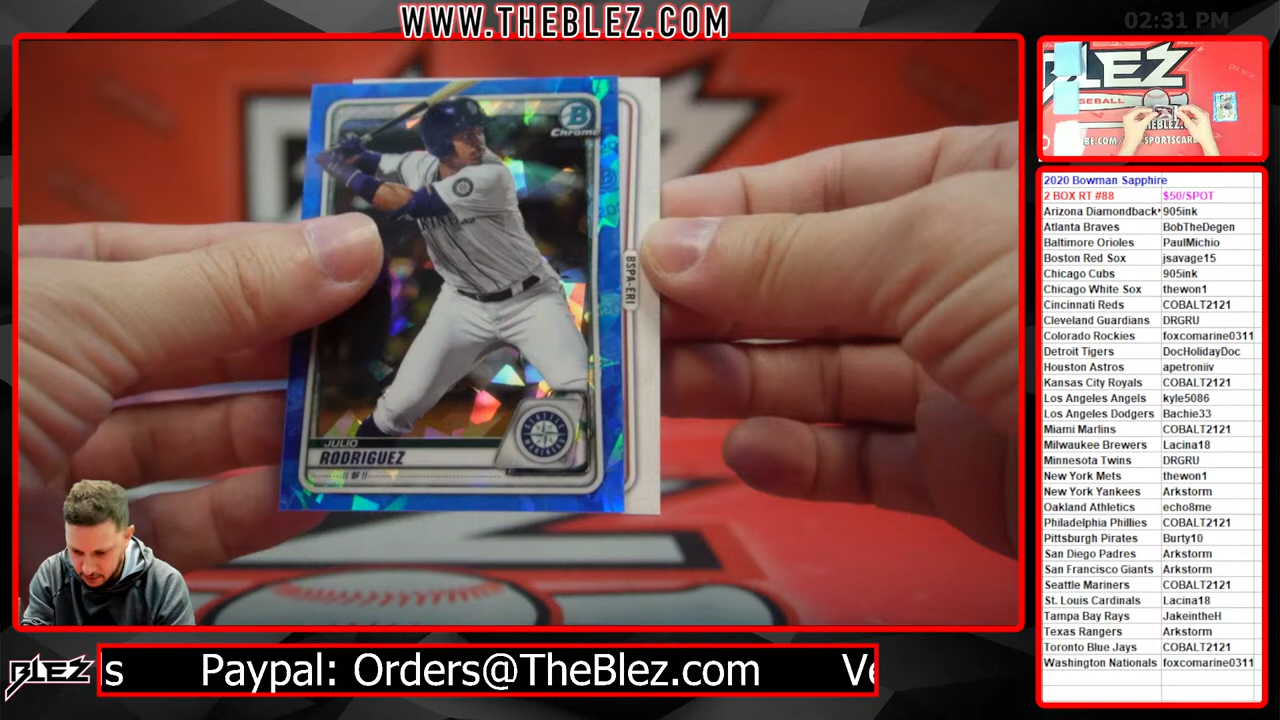 WWW.THEBLEZ.COM
02:31 PM
BLEZ
BASEBALL
THEBLEZ
B
Chrome
BSPA-ERI
JULIO
RODRIGUEZ
2020 Bowman Sapphire
2 BOX RT #88 $50/SPOT
Arizona Diamondback 905ink
Atlanta Braves BobTheDegen
Baltimore Orioles PaulMichio
Boston Red Sox jsavage15
Chicago Cubs 905ink
Chicago White Sox thewon1
Cincinnati Reds COBALT2121
Cleveland Guardians DRGRU
Colorado Rockies foxcomarine0311
Detroit Tigers DocHolidayDoc
Houston Astros apetroniiv
Kansas City Royals COBALT2121
Los Angeles Angels kyle5086
Los Angeles Dodgers Bachie33
Miami Marlins COBALT2121
Milwaukee Brewers Lacina18
Minnesota Twins DRGRU
New York Mets thewon1
New York Yankees Arkstorm
Oakland Athletics echo8me
Philadelphia Phillies COBALT2121
Pittsburgh Pirates Burty10
San Diego Padres Arkstorm
San Francisco Giants Arkstorm
Seattle Mariners COBALT2121
St. Louis Cardinals Lacina18
Tampa Bay Rays JakeintheH
Texas Rangers Arkstorm
Toronto Blue Jays COBALT2121
Washington Nationals foxcomarine0311
BLEZ
s Paypal: Orders@TheBlez.com Ve